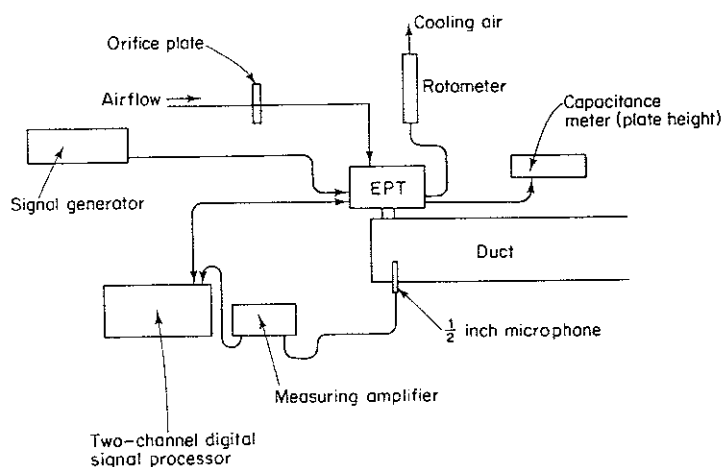 Cooling air
Orifice plate
Airflow
Rotameter
Capacitance
meter (plate height)
Signal generator
EPT
Duct
½ inch microphone
Measuring amplifier
Two-channel digital
signal processor